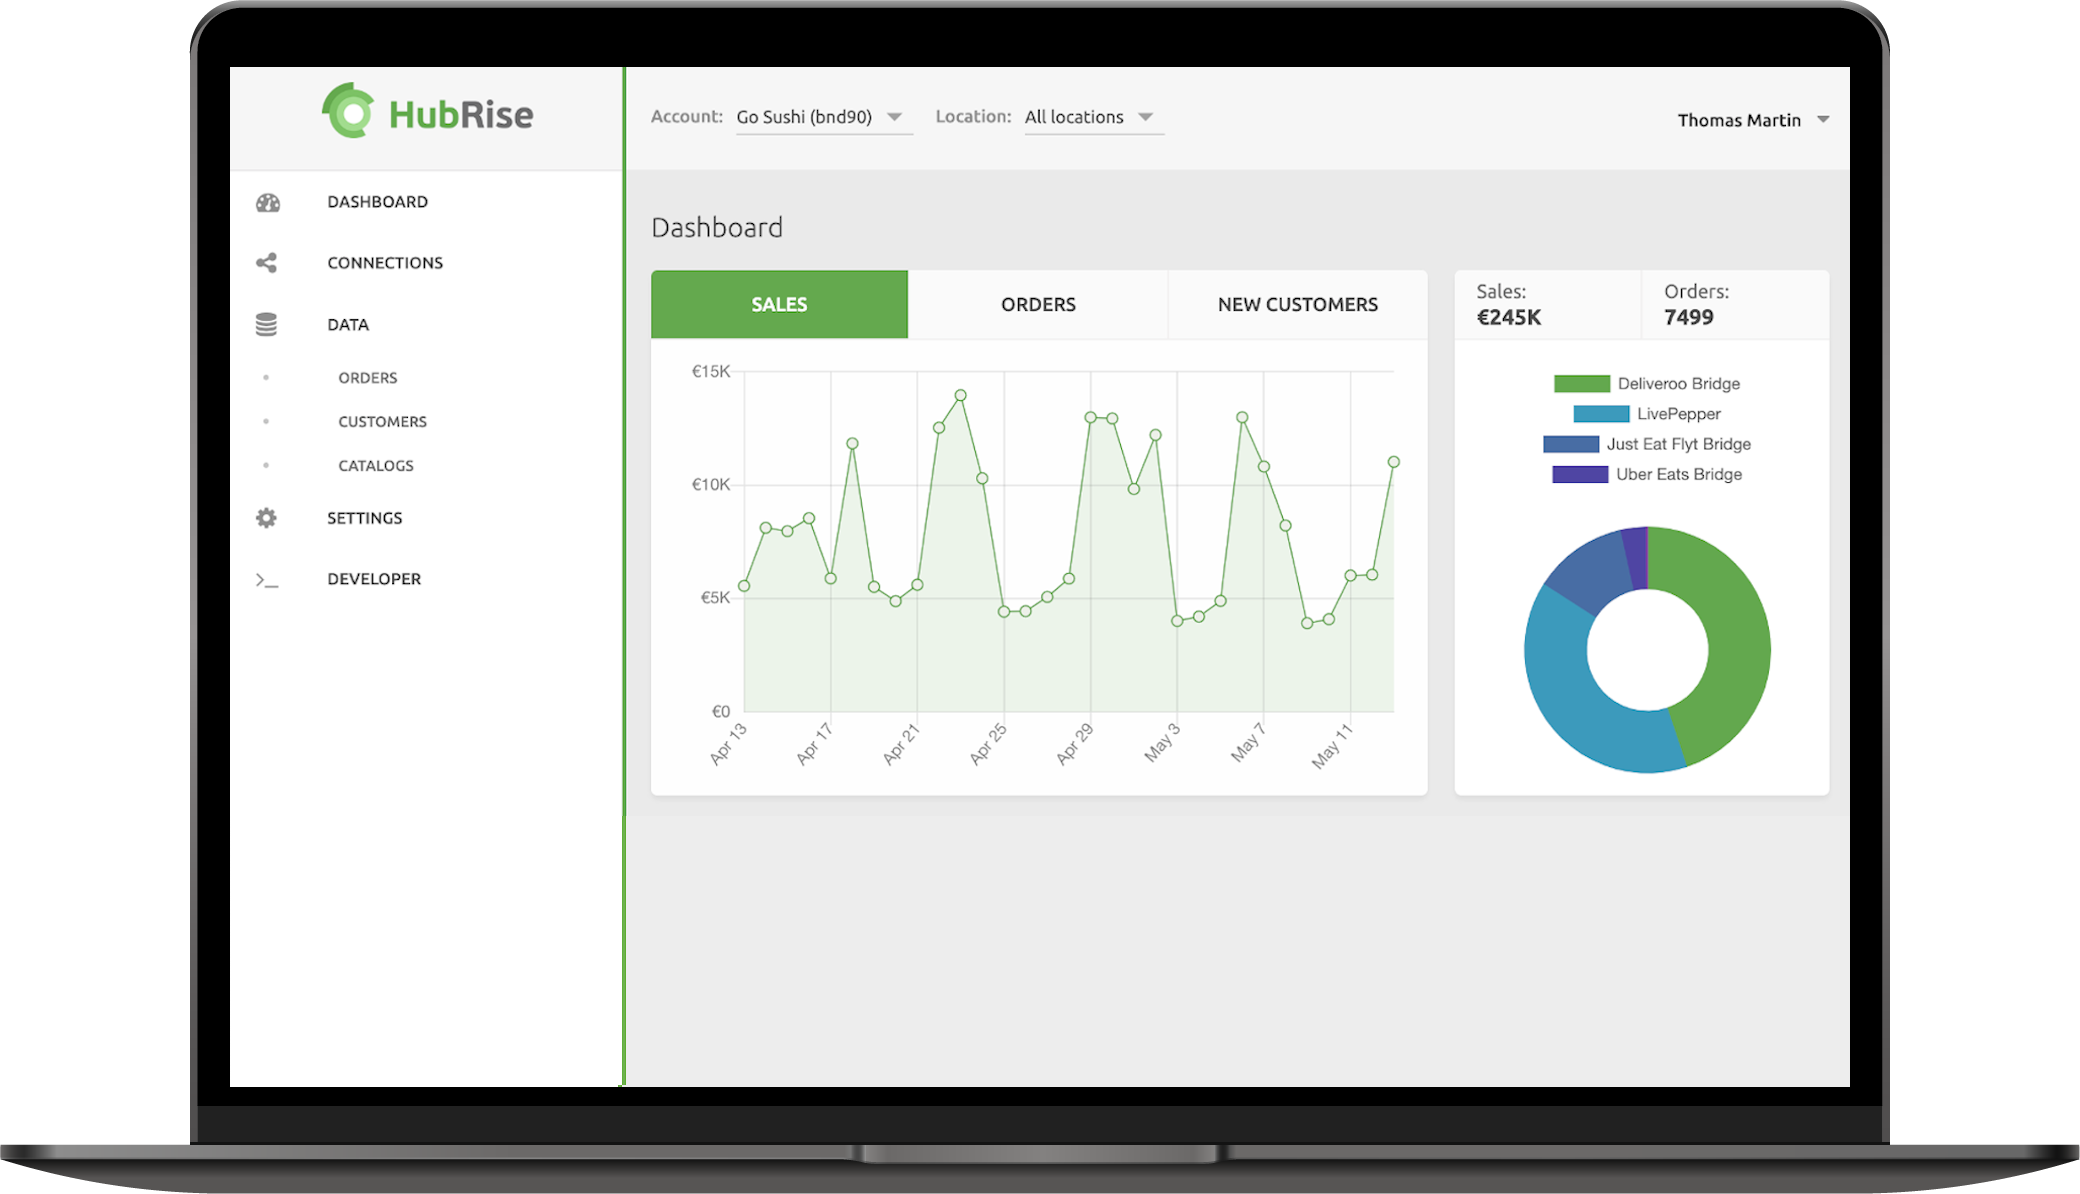 HubRise
Account: Go Sushi (bnd90) Location: All locations
Thomas Martin
DASHBOARD
CONNECTIONS
DATA
ORDERS
CUSTOMERS
CATALOGS
SETTINGS
DEVELOPER
Dashboard
SALES ORDERS NEW CUSTOMERS
€15K
€10K
€5K
€0
Apr 13 Apr 17 Apr 21 Apr 25 Apr 29 May 3 May 7 May 11
Sales: Orders:
€245K 7499
Deliveroo Bridge
LivePepper
Just Eat Flyt Bridge
Uber Eats Bridge